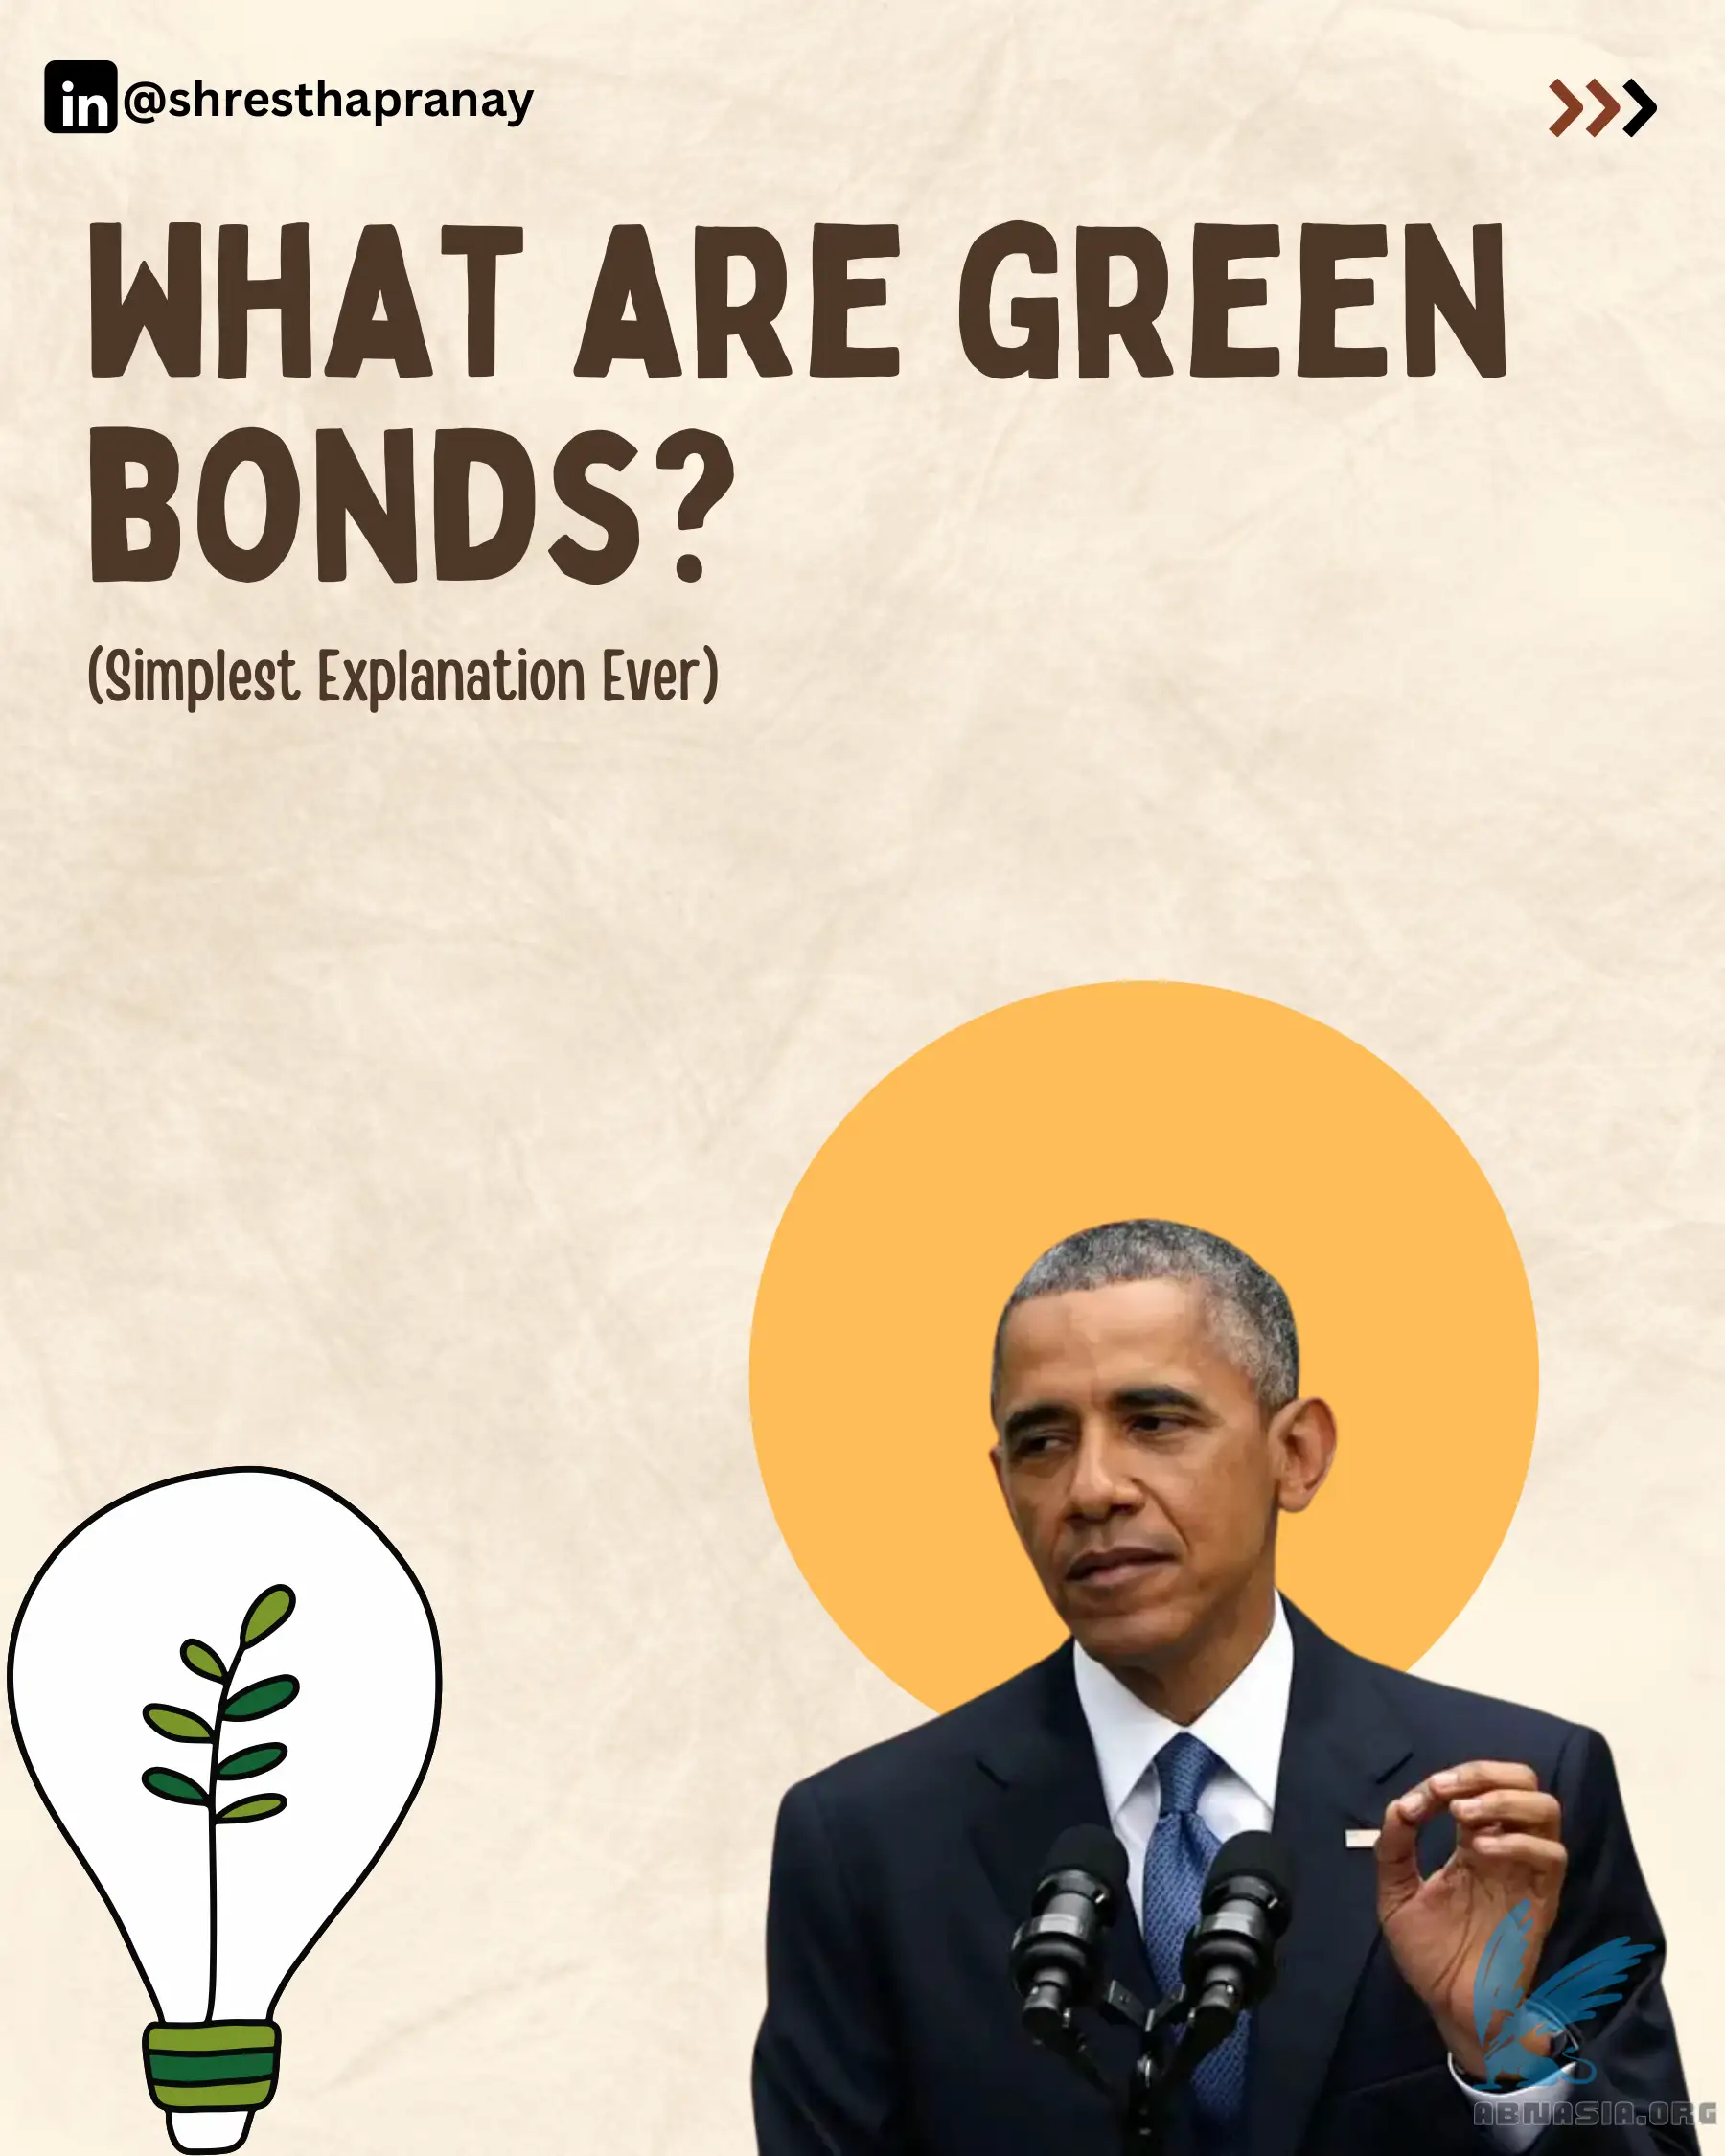 in @shresthapranay
WHAT ARE GREEN
BONDS?
(Simplest Explanation Ever)
ABNASIA.ORG